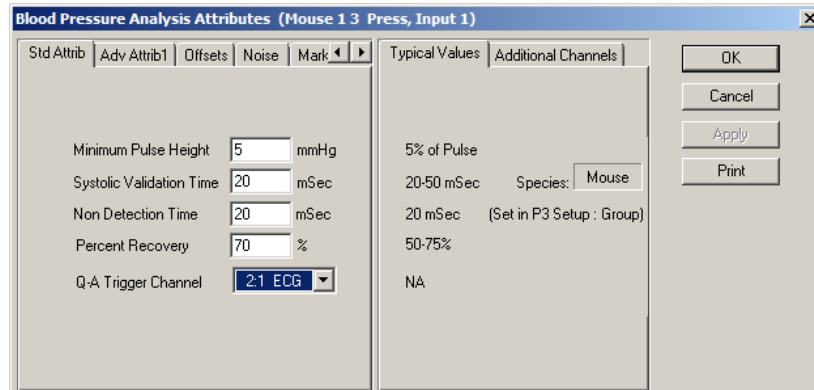 Blood Pressure Analysis Attributes (Mouse 1 3 Press, Input 1)
Std Attrib Adv Attrib1 Offsets Noise Mark Typical Values Additional Channels OK
Cancel
Apply
Minimum Pulse Height 5 mmHg 5% of Pulse
Systolic Validation Time 20 mSec 20-50 mSec Species: Mouse Print
Non Detection Time 20 mSec 20 mSec (Set in P3 Setup : Group)
Percent Recovery 70 % 50-75%
Q-A Trigger Channel 2:1 ECG NA